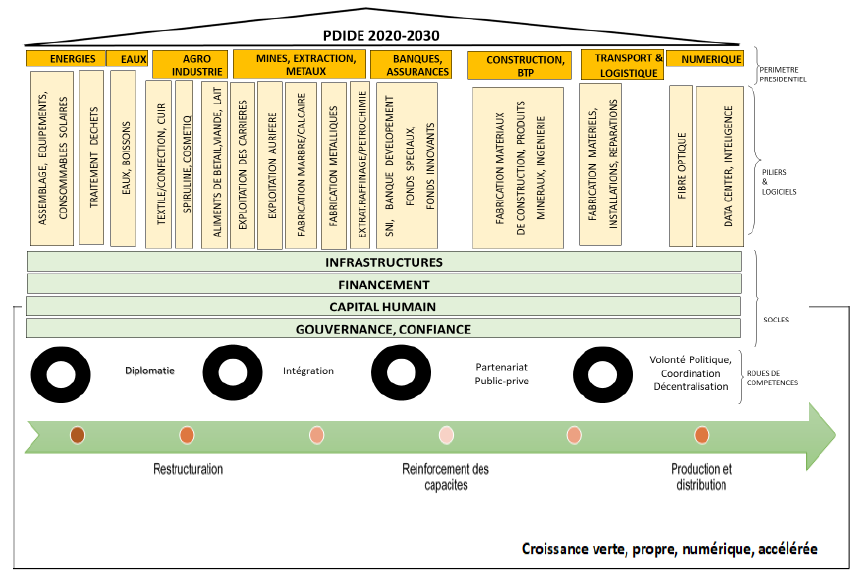 PDIDE 2020-2030
ENERGIES
EAUX
AGRO
INDUSTRIE
MINES, EXTRACTION,
METAUX
BANQUES,
ASSURANCES
CONSTRUCTION,
BTP
TRANSPORT &
LOGISTIQUE
NUMERIQUE
PERIMETRE
PRESIDENTIEL
ASSEMBLAGE, EQUIPEMENTS,
CONSOMMABLES SOLAIRES
TRAITEMENT DECHETS
EAUX, BOISSONS
TEXTILE/CONFECTION, CUIR
SPIRULINE, COSMETIQ
ALIMENTS DE BETAIL,VIANDE, LAIT
EXPLOITATION DES CARRIERES
EXPLOITATION AURIFERE
FABRICATION MARBRE/CALCAIRE
FABRICATION METALLIQUES
EXTRAT.RAFFINAGE/PETROCHIMIE
SNI, BANQUE DEVELOPEMENT
FONDS SPECIAUX,
FONDS INNOVANTS
FABRICATION MATERIAUX
DE CONSTRUCTION, PRODUITS
MINERAUX, INGENIERIE
FABRICATION MATERIELS,
INSTALLATIONS, REPARATIONS
FIBRE OPTIQUE
DATA CENTER, INTELIGENCE
PILIERS
&
LOGICIELS
INFRASTRUCTURES
FINANCEMENT
CAPITAL HUMAIN
GOUVERNANCE, CONFIANCE
SOCLES
Diplomatie
Intégration
Partenariat
Public-prive
Volonté Politique,
Coordination
Décentralisation
ROUES DE
COMPETENCES
Restructuration
Reinforcement des
capacites
Production et
distribution
Croissance verte, propre, numérique, accélérée